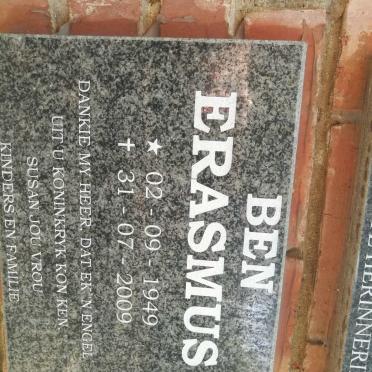 BEN
ERASMUS
★ 02 - 09 - 1949
✝ 31 - 07 - 2009
DANKIE MY HEER, DAT EK 'N ENGEL
UIT U KONINKRYK KON KEN
SUSAN JOU VROU
KINDERS EN FAMILIE